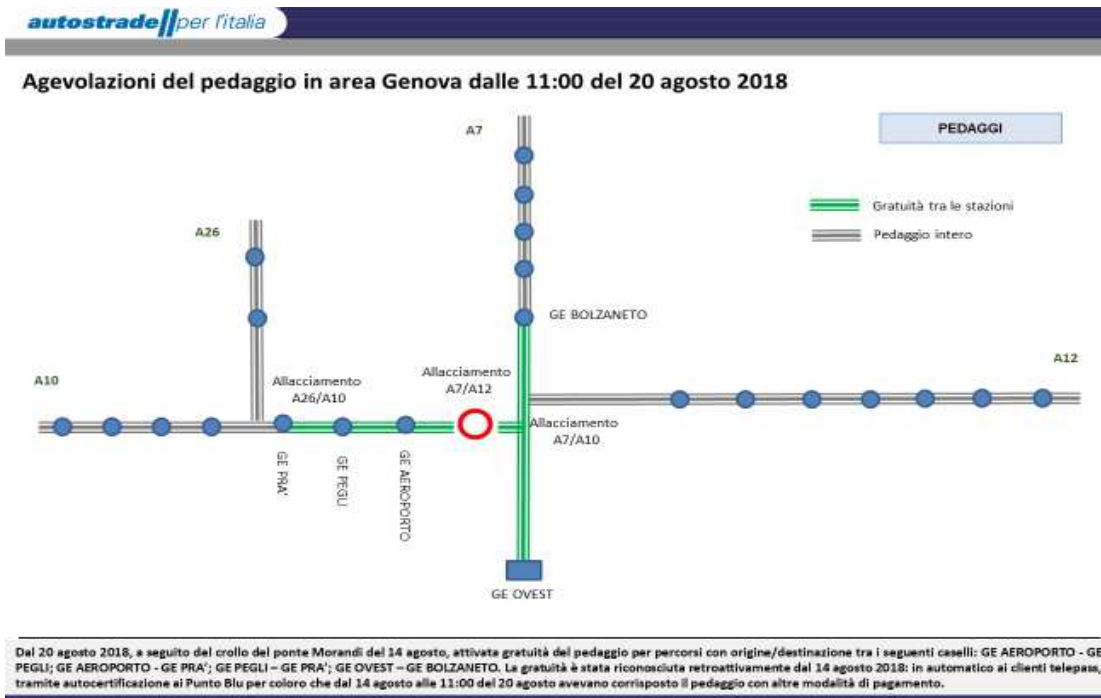 autostrade per l'italia
Agevolazioni del pedaggio in area Genova dalle 11:00 del 20 agosto 2018
A7
PEDAGGI
Gratuità tra le stazioni
A26
Pedaggio intero
GE BOLZANETO
A12
Allacciamento
A7/A12
A10
Allacciamento
A26/A10
Allacciamento
A7/A10
GE PRA'
GE PEGLI
GE AEROPORTO
GE OVEST
Dal 20 agosto 2018, a seguito del crollo del ponte Morandi del 14 agosto, attivata gratuità del pedaggio per percorsi con origine/destinazione tra i seguenti caselli: GE AEROPORTO - GE
PEGLI; GE AEROPORTO - GE PRA'; GE PEGLI – GE PRA'; GE OVEST – GE BOLZANETO. La gratuità è stata riconosciuta retroattivamente dal 14 agosto 2018: in automatico ai clienti telepass,
tramite autocertificazione ai Punto Blu per coloro che dal 14 agosto alle 11:00 del 20 agosto avevano corrisposto il pedaggio con altre modalità di pagamento.